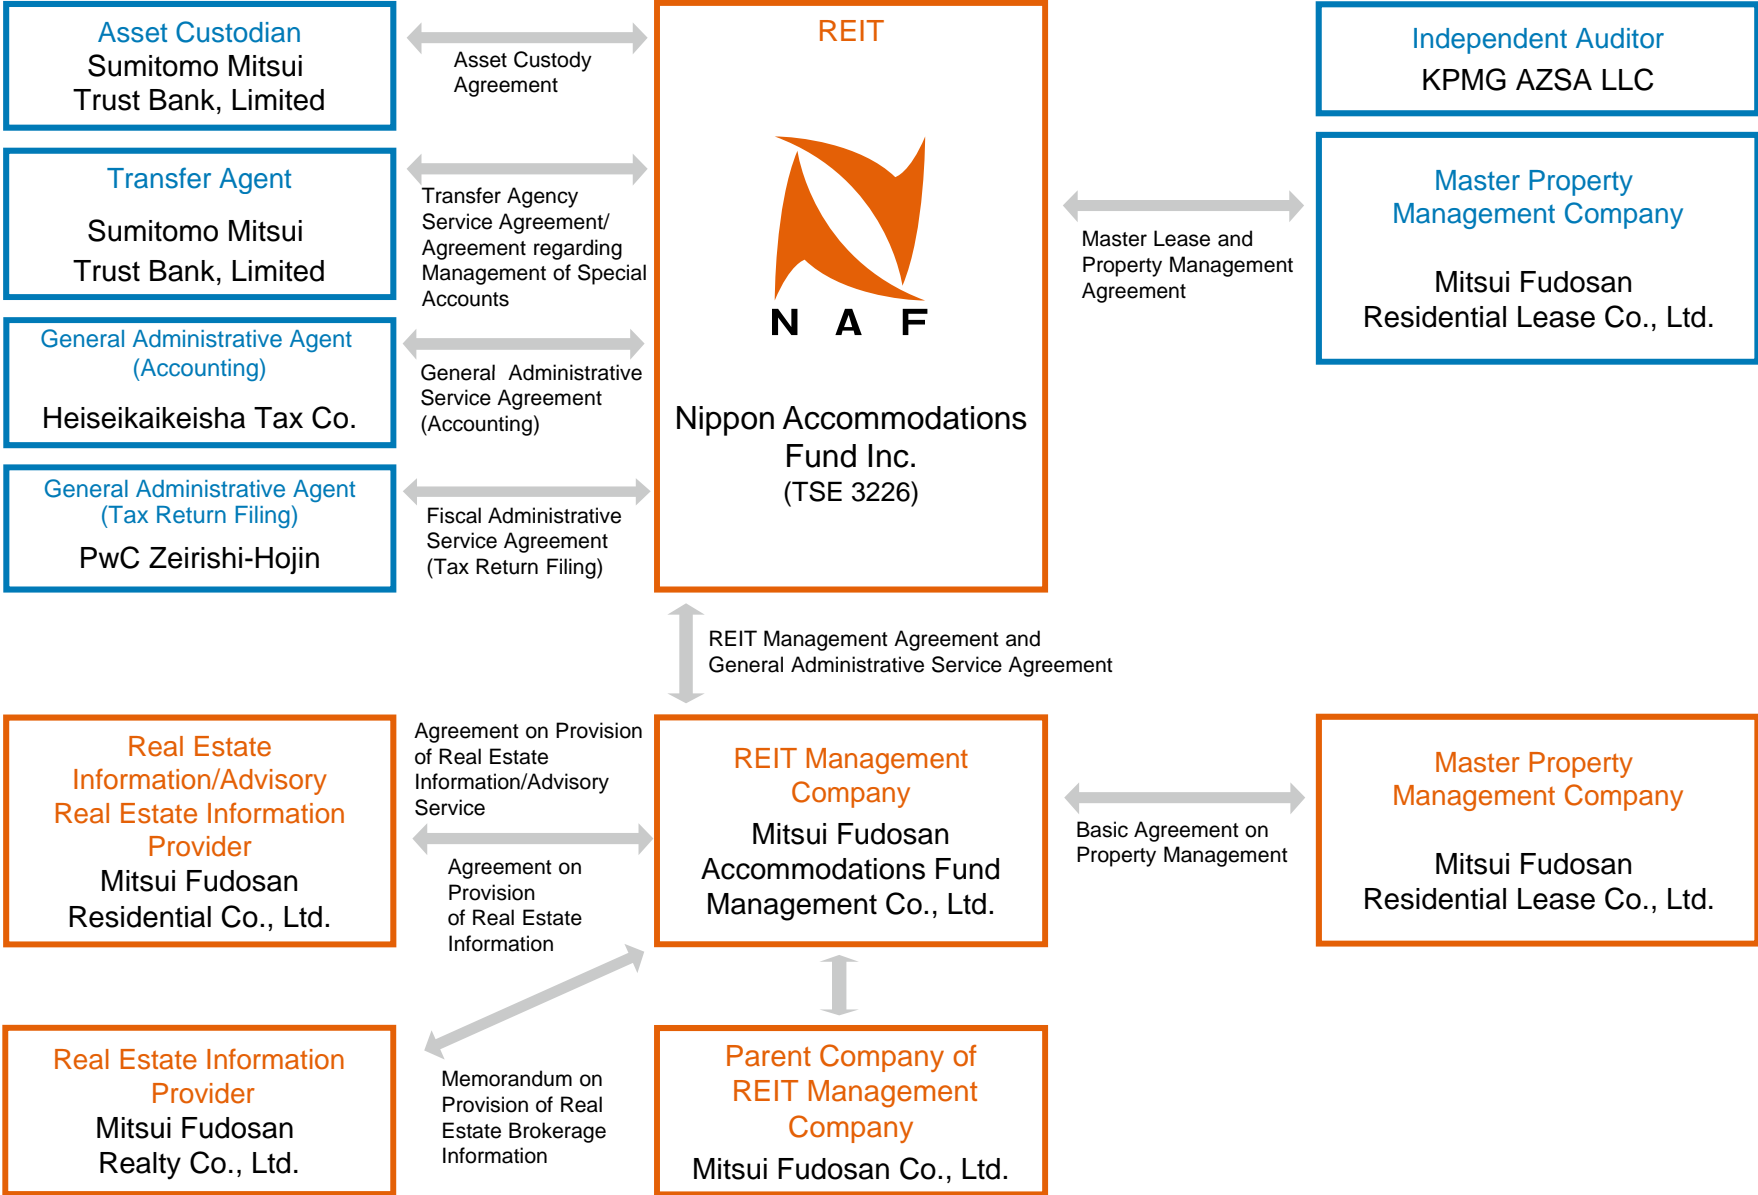 Asset Custodian
Sumitomo Mitsui
Trust Bank, Limited
Asset Custody
Agreement
Transfer Agent
Sumitomo Mitsui
Trust Bank, Limited
Transfer Agency
Service Agreement/
Agreement regarding
Management of Special
Accounts
General Administrative Agent
(Accounting)
Heiseikaikeisha Tax Co.
General Administrative
Service Agreement
(Accounting)
General Administrative Agent
(Tax Return Filing)
PwC Zeirishi-Hojin
Fiscal Administrative
Service Agreement
(Tax Return Filing)
REIT
N A F
Nippon Accommodations
Fund Inc.
(TSE 3226)
Independent Auditor
KPMG AZSA LLC
Master Lease and
Property Management
Agreement
Master Property
Management Company
Mitsui Fudosan
Residential Lease Co., Ltd.
REIT Management Agreement and
General Administrative Service Agreement
Real Estate
Information/Advisory
Real Estate Information
Provider
Mitsui Fudosan
Residential Co., Ltd.
Agreement on Provision
of Real Estate
Information/Advisory
Service
Agreement on
Provision
of Real Estate
Information
REIT Management
Company
Mitsui Fudosan
Accommodations Fund
Management Co., Ltd.
Basic Agreement on
Property Management
Master Property
Management Company
Mitsui Fudosan
Residential Lease Co., Ltd.
Real Estate Information
Provider
Mitsui Fudosan
Realty Co., Ltd.
Memorandum on
Provision of Real
Estate Brokerage
Information
Parent Company of
REIT Management
Company
Mitsui Fudosan Co., Ltd.